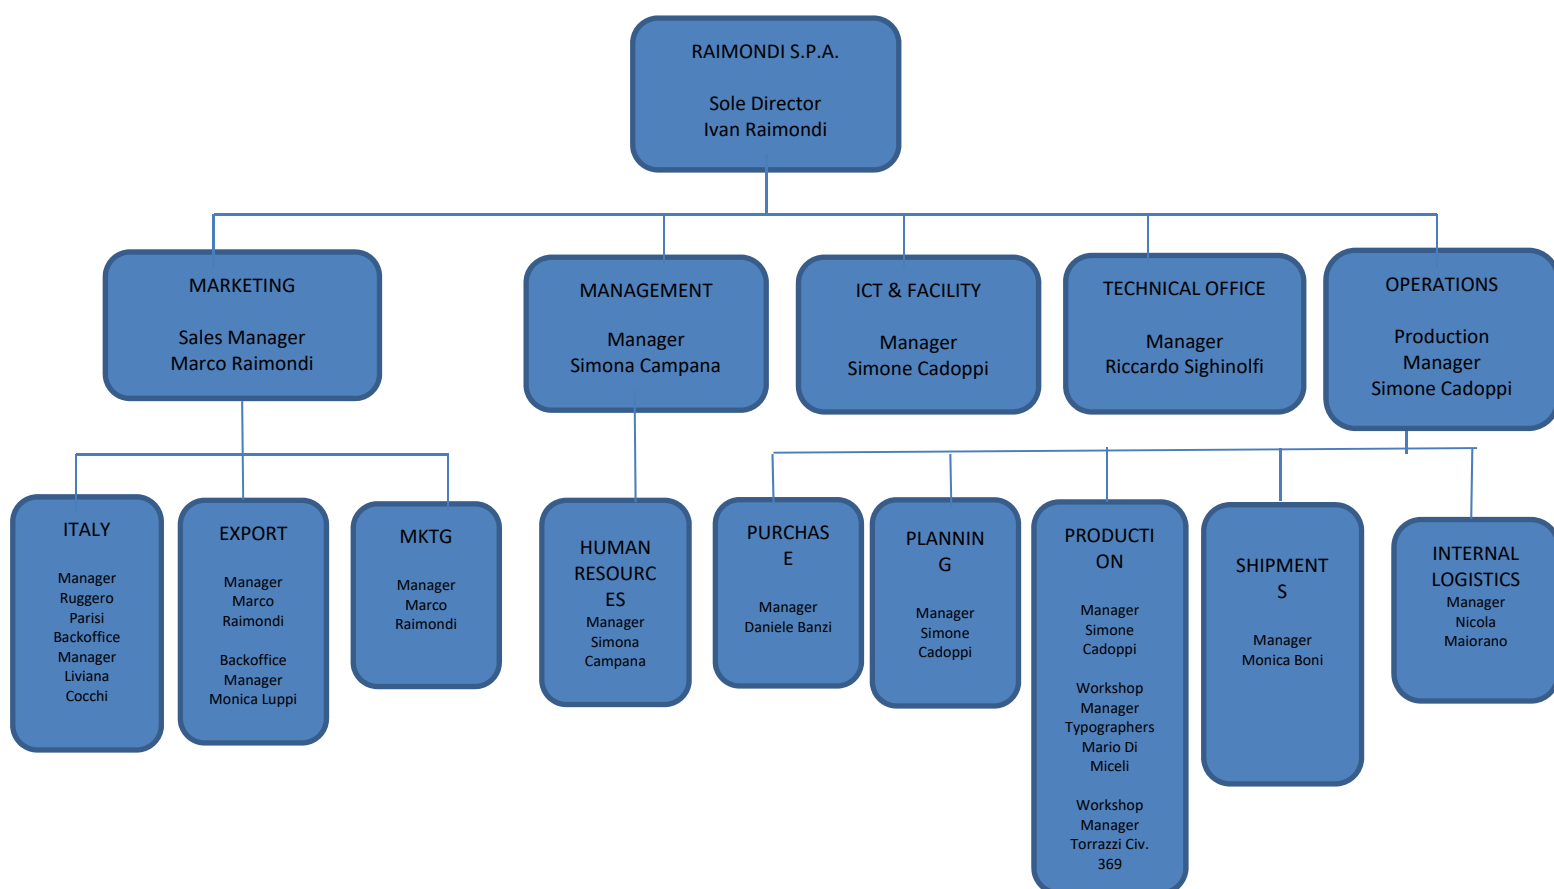 RAIMONDI S.P.A.
Sole Director
Ivan Raimondi
MARKETING
Sales Manager
Marco Raimondi
MANAGEMENT
Manager
Simona Campana
ICT & FACILITY
Manager
Simone Cadoppi
TECHNICAL OFFICE
Manager
Riccardo Sighinolfi
OPERATIONS
Production
Manager
Simone Cadoppi
ITALY
Manager
Ruggero
Parisi
Backoffice
Manager
Liviana
Cocchi
EXPORT
Manager
Marco
Raimondi
Backoffice
Manager
Monica Luppi
MKTG
Manager
Marco
Raimondi
HUMAN
RESOURC
ES
Manager
Simona
Campana
PURCHAS
E
Manager
Daniele Banzi
PLANNIN
G
Manager
Simone
Cadoppi
PRODUCTI
ON
Manager
Simone
Cadoppi
Workshop
Manager
Typographers
Mario Di
Miceli
Workshop
Manager
Torrazzi Civ.
369
SHIPMENT
S
Manager
Monica Boni
INTERNAL
LOGISTICS
Manager
Nicola
Maiorano